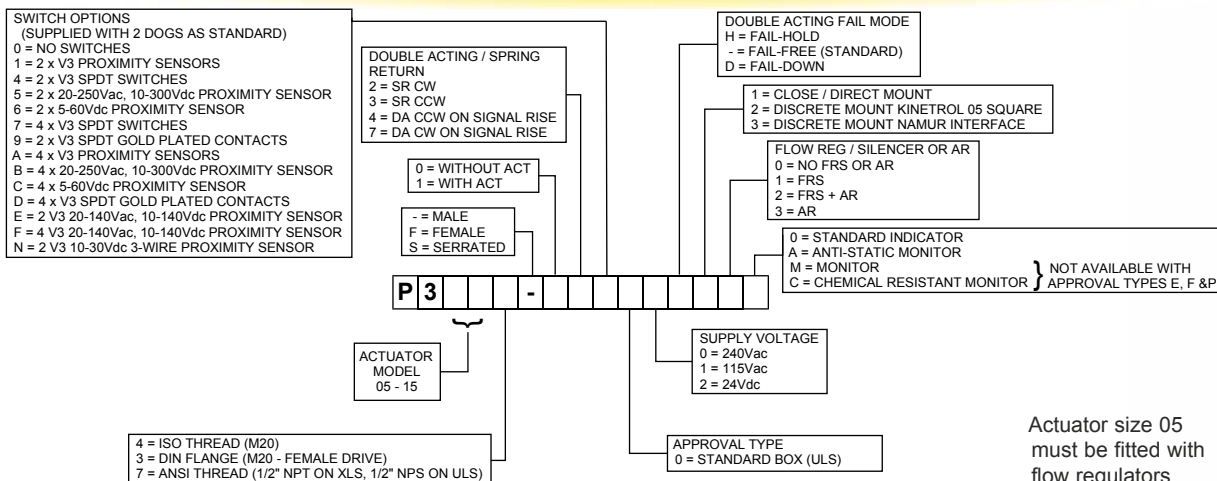 SWITCH OPTIONS
(SUPPLIED WITH 2 DOGS AS STANDARD)
0 = NO SWITCHES
1 = 2 x V3 PROXIMITY SENSORS
4 = 2 x V3 SPDT SWITCHES
5 = 2 x 20-250Vac, 10-300Vdc PROXIMITY SENSOR
6 = 2 x 5-60Vdc PROXIMITY SENSOR
7 = 4 x V3 SPDT SWITCHES
9 = 2 x V3 SPDT GOLD PLATED CONTACTS
A = 4 x V3 PROXIMITY SENSORS
B = 4 x 20-250Vac, 10-300Vdc PROXIMITY SENSOR
C = 4 x 5-60Vdc PROXIMITY SENSOR
D = 4 x V3 SPDT GOLD PLATED CONTACTS
E = 2 V3 20-140Vac, 10-140Vdc PROXIMITY SENSOR
F = 4 V3 20-140Vac, 10-140Vdc PROXIMITY SENSOR
N = 2 V3 10-30Vdc 3-WIRE PROXIMITY SENSOR
DOUBLE ACTING / SPRING
RETURN
2 = SR CW
3 = SR CCW
4 = DA CCW ON SIGNAL RISE
7 = DA CW ON SIGNAL RISE
0 = WITHOUT ACT
1 = WITH ACT
- = MALE
F = FEMALE
S = SERRATED
DOUBLE ACTING FAIL MODE
H = FAIL-HOLD
- = FAIL-FREE (STANDARD)
D = FAIL-DOWN
1 = CLOSE / DIRECT MOUNT
2 = DISCRETE MOUNT KINETROL 05 SQUARE
3 = DISCRETE MOUNT NAMUR INTERFACE
FLOW REG / SILENCER OR AR
0 = NO FRS OR AR
1 = FRS
2 = FRS + AR
3 = AR
0 = STANDARD INDICATOR
A = ANTI-STATIC MONITOR
M = MONITOR
C = CHEMICAL RESISTANT MONITOR
} NOT AVAILABLE WITH
APPROVAL TYPES E, F &P
P 3 -
ACTUATOR
MODEL
05 - 15
SUPPLY VOLTAGE
0 = 240Vac
1 = 115Vac
2 = 24Vdc
4 = ISO THREAD (M20)
3 = DIN FLANGE (M20 - FEMALE DRIVE)
7 = ANSI THREAD (1/2" NPT ON XLS, 1/2" NPS ON ULS)
APPROVAL TYPE
0 = STANDARD BOX (ULS)
Actuator size 05
must be fitted with
flow regulators